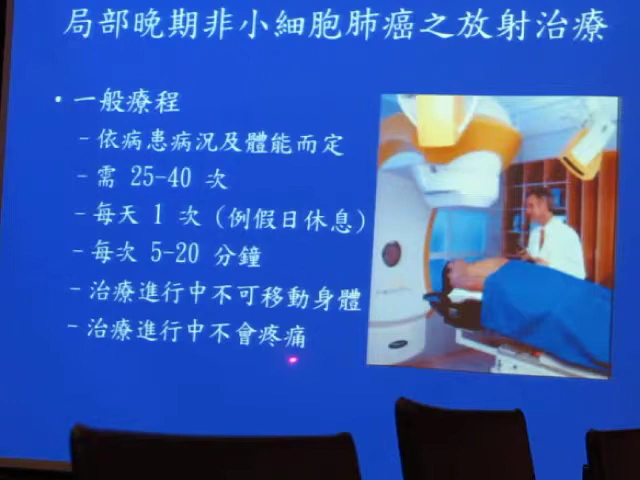 局部晚期非小細胞肺癌之放射治療
•一般療程
-依病患病況及體能而定
-需 25-40 次
-每天 1 次 (例假日休息)
-每次 5-20 分鐘
-治療進行中不可移動身體
-治療進行中不會疼痛